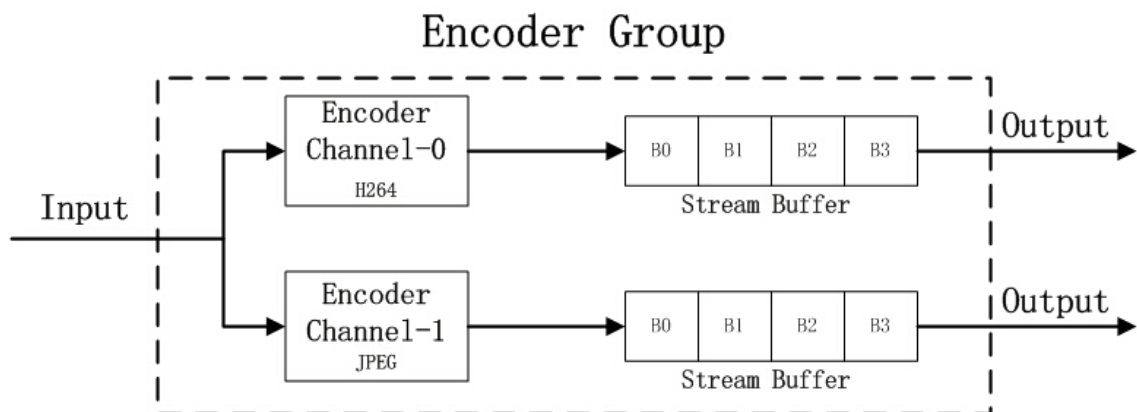 Encoder Group
Encoder
Channel-0
H264
B0 B1 B2 B3
Stream Buffer
Output
Input
Encoder
Channel-1
JPEG
B0 B1 B2 B3
Stream Buffer
Output